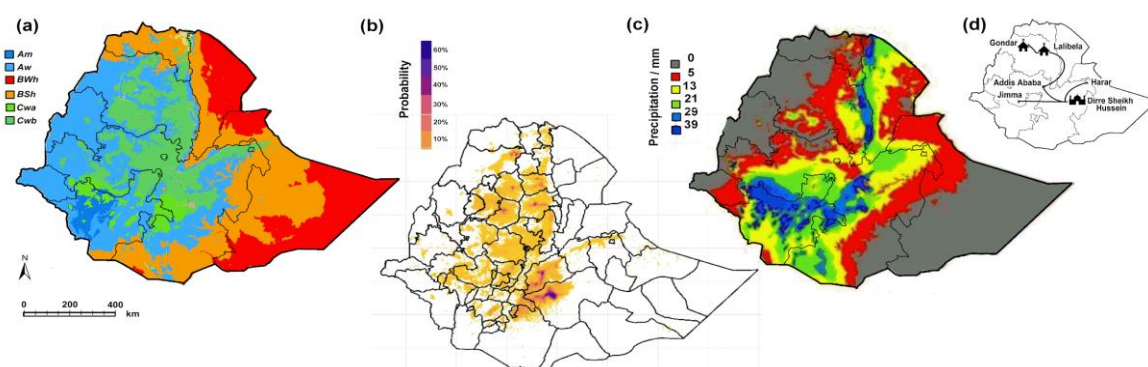 (a)
Am
Aw
BWh
BSh
Cwa
Cwb
N
0 200 400 km
(b)
Probability
60%
50%
40%
30%
20%
10%
(c)
Precipitation / mm
0
5
13
21
29
39
(d)
Gondar
Lalibela
Addis Ababa
Harar
Jimma
Dirre Sheikh
Hussein